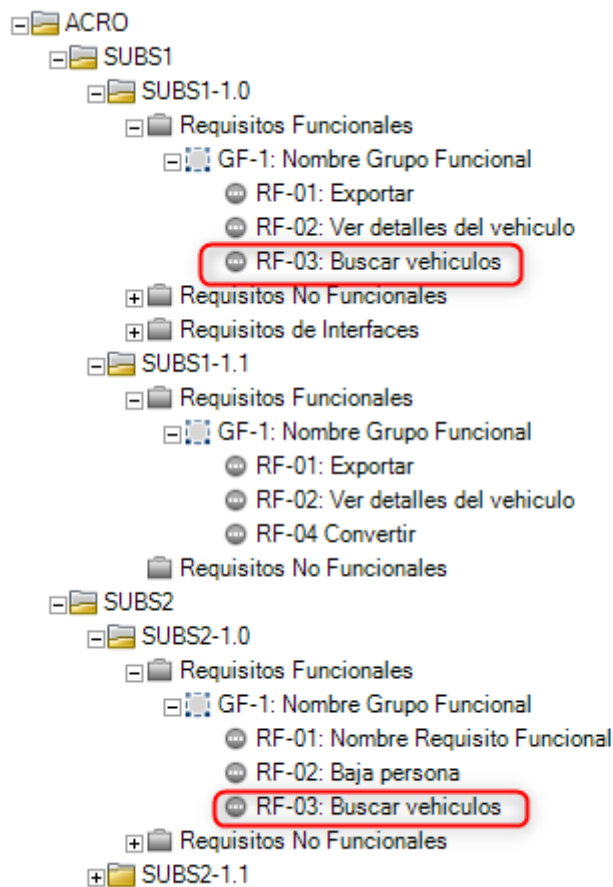 ACRO
SUBS1
SUBS1-1.0
Requisitos Funcionales
GF-1: Nombre Grupo Funcional
RF-01: Exportar
RF-02: Ver detalles del vehiculo
RF-03: Buscar vehiculos
Requisitos No Funcionales
Requisitos de Interfaces
SUBS1-1.1
Requisitos Funcionales
GF-1: Nombre Grupo Funcional
RF-01: Exportar
RF-02: Ver detalles del vehiculo
RF-04 Convertir
Requisitos No Funcionales
SUBS2
SUBS2-1.0
Requisitos Funcionales
GF-1: Nombre Grupo Funcional
RF-01: Nombre Requisito Funcional
RF-02: Baja persona
RF-03: Buscar vehiculos
Requisitos No Funcionales
SUBS2-1.1